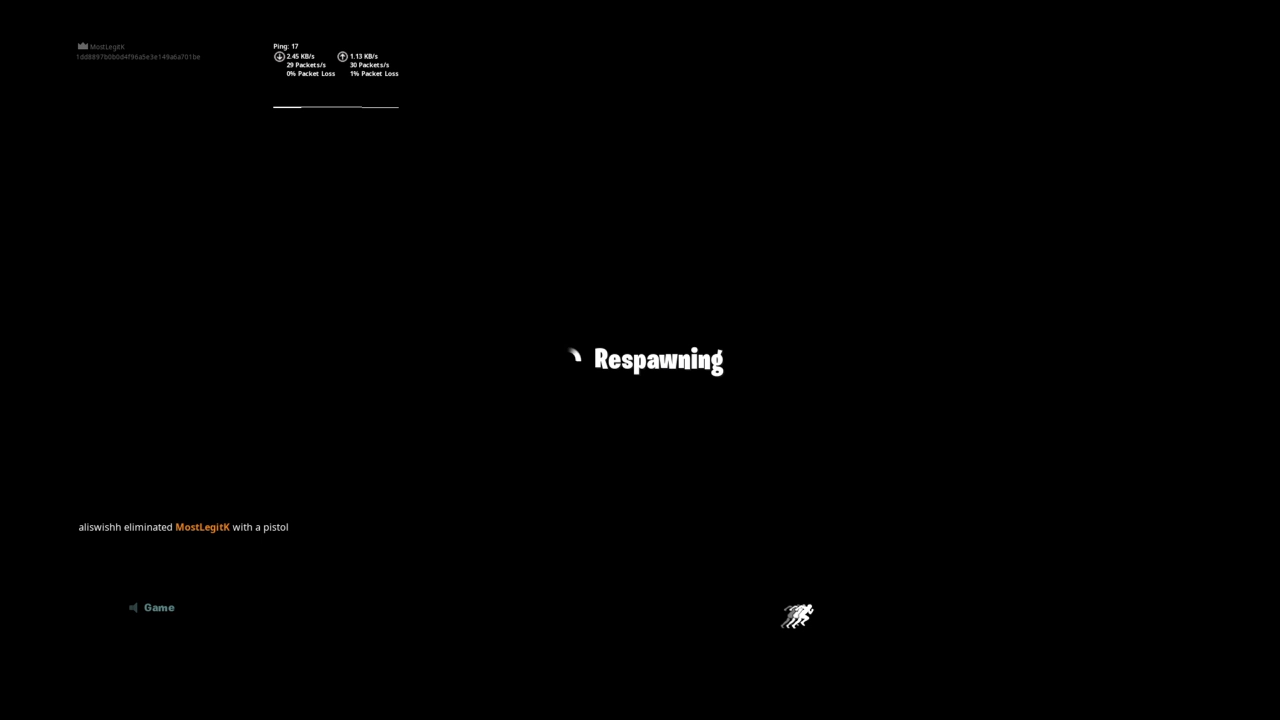 MostLegitK
1dd8897b0b0d4f96a5e3e149a6a701be
Ping: 17
2.45 KB/s 1.13 KB/s
29 Packets/s 30 Packets/s
0% Packet Loss 1% Packet Loss
Respawning
aliswishh eliminated MostLegitK with a pistol
Game